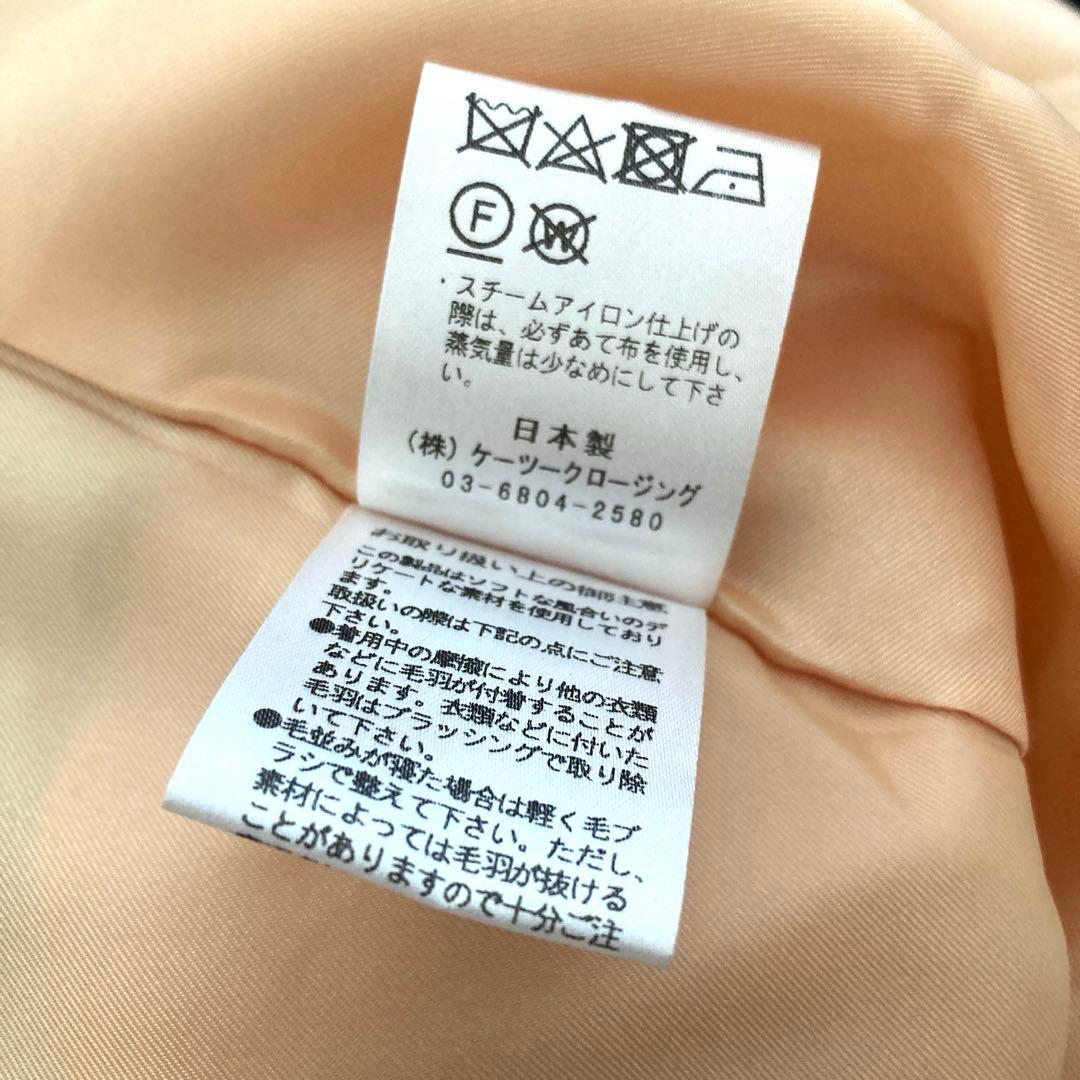 F
W
・スチームアイロン仕上げの
際は、必ずあて布を使用し、
蒸気量は少なめにして下さ
い。
日本製
(株)ケーツークロージング
03-6804-2580
お取り扱い上の御注意
この製品はソフトな風合いのデ
リケートな素材を使用しており
ます。
取扱いの際は下記の点にご注意
下さい。
●着用中の摩擦により他の衣類
などに毛羽が付着することが
あります。衣類などに付いた
毛羽はブラッシングで取り除
いて下さい。
●毛並みが寝た場合は軽く毛ブ
ラシで整えて下さい。ただし、
素材によっては毛羽が抜ける
ことがありますので十分ご注